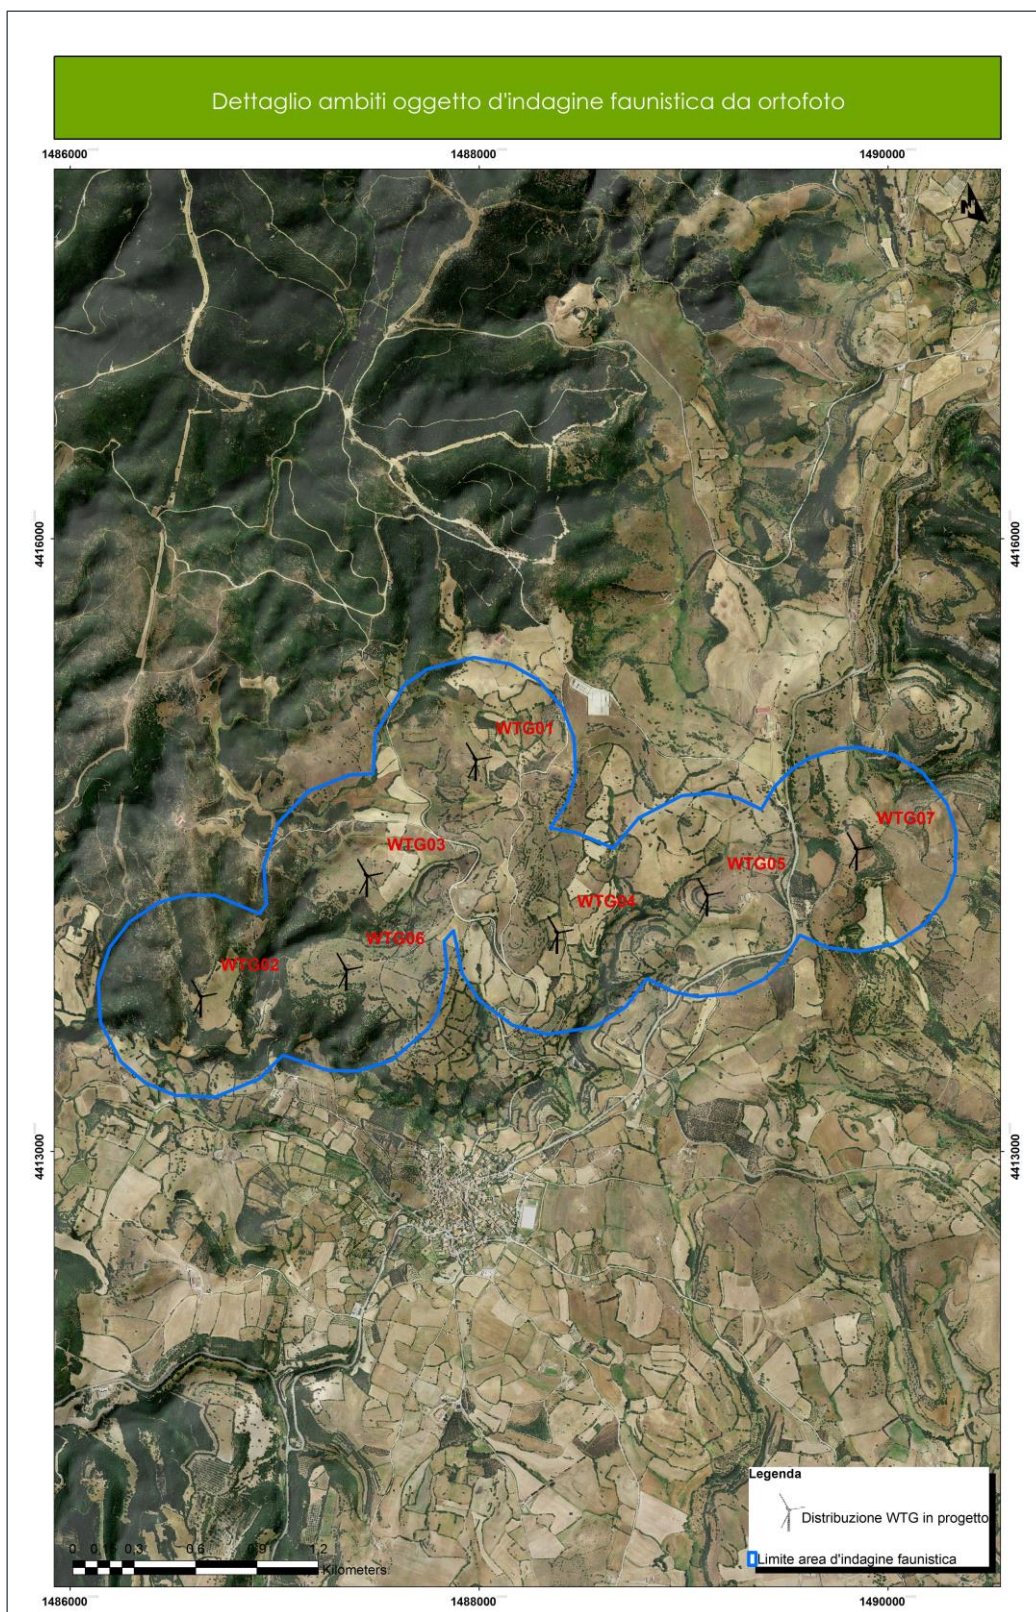 Dettaglio ambiti oggetto d'indagine faunistica da ortofoto
1486000 1488000 1490000
N
4416000 4416000
WTG01
WTG07
WTG03
WTG05
WTG04
WTG06
WTG02
4413000 4413000
Legenda
Distribuzione WTG in progetto
Limite area d'indagine faunistica
0 0,15 0,3 0,6 0,9 1,2
Kilometers
1486000 1488000 1490000